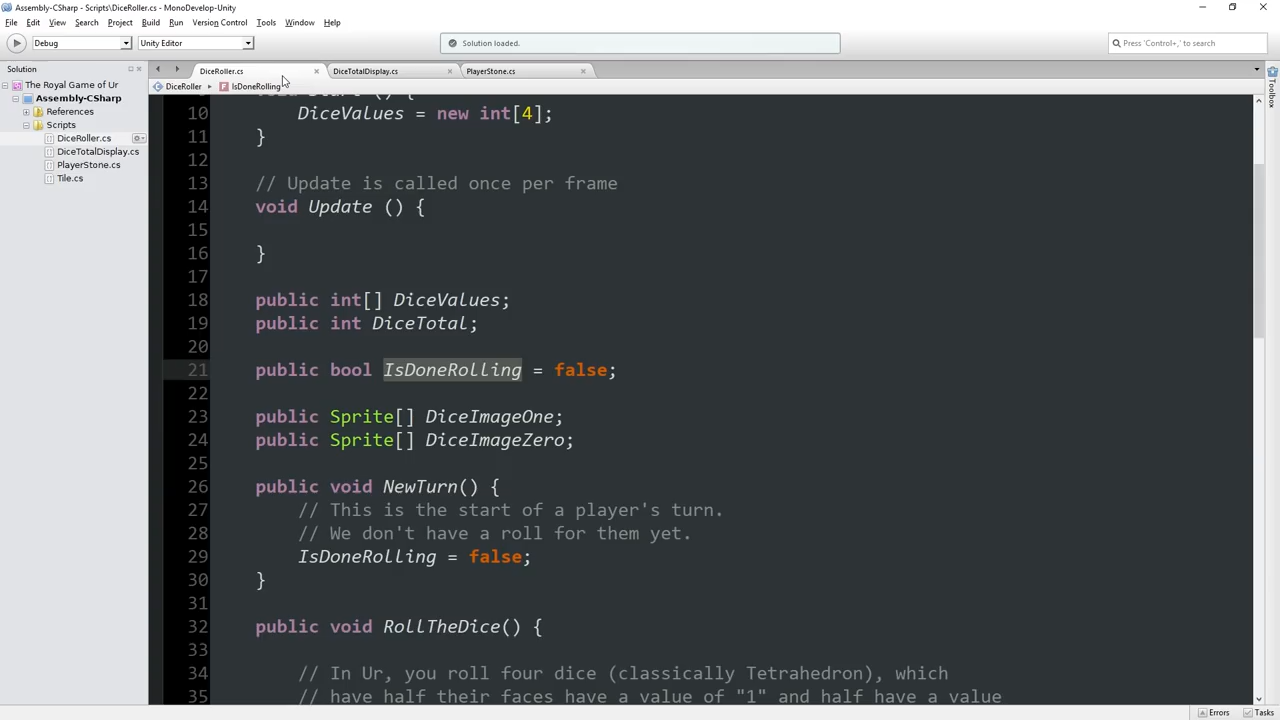 Assembly-CSharp - Scripts\DiceRoller.cs - MonoDevelop-Unity
File Edit View Search Project Build Run Version Control Tools Window Help
Debug Unity Editor Solution loaded. Press 'Control+,' to search
Solution DiceRoller.cs DiceTotalDisplay.cs PlayerStone.cs
The Royal Game of Ur DiceRoller IsDoneRolling
Assembly-CSharp
References
Scripts
DiceRoller.cs
DiceTotalDisplay.cs
PlayerStone.cs
Tile.cs
Toolbox
10 DiceValues = new int[4];
11 }
12
13 // Update is called once per frame
14 void Update () {
15
16 }
17
18 public int[] DiceValues;
19 public int DiceTotal;
20
21 public bool IsDoneRolling = false;
22
23 public Sprite[] DiceImageOne;
24 public Sprite[] DiceImageZero;
25
26 public void NewTurn() {
27 // This is the start of a player's turn.
28 // We don't have a roll for them yet.
29 IsDoneRolling = false;
30 }
31
32 public void RollTheDice() {
33
34 // In Ur, you roll four dice (classically Tetrahedron), which
35 // have half their faces have a value of "1" and half have a value
Errors Tasks